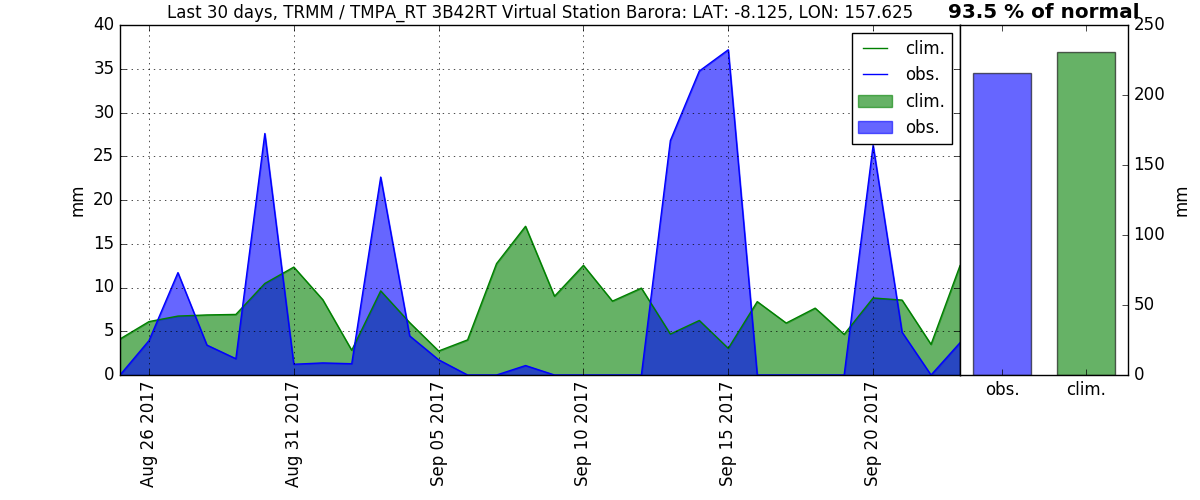 Last 30 days, TRMM / TMPA_RT 3B42RT Virtual Station Barora: LAT: -8.125, LON: 157.625
93.5 % of normal
40
35
30
25
20
15
10
5
0
mm
clim.
obs.
clim.
obs.
250
200
150
100
50
0
mm
obs.
clim.
Aug 26 2017
Aug 31 2017
Sep 05 2017
Sep 10 2017
Sep 15 2017
Sep 20 2017